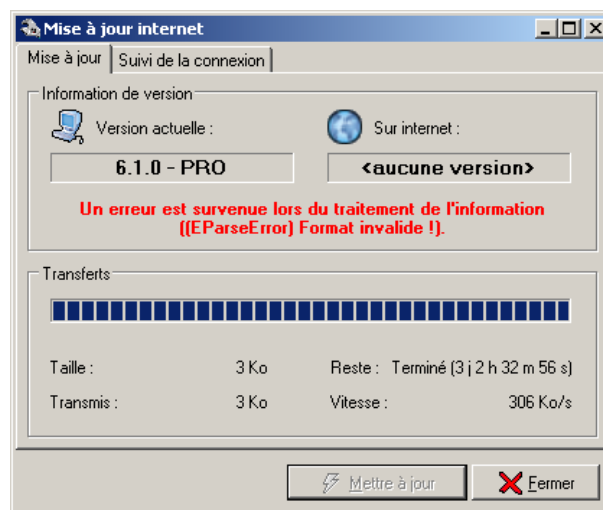 Mise à jour internet
Mise à jour Suivi de la connexion
Information de version
Version actuelle : Sur internet :
6.1.0 - PRO <aucune version>
Un erreur est survenue lors du traitement de l'information
((EParseError) Format invalide !).
Transferts
Taille : 3 Ko Reste : Terminé (3 j 2 h 32 m 56 s)
Transmis : 3 Ko Vitesse : 306 Ko/s
Mettre à jour Fermer